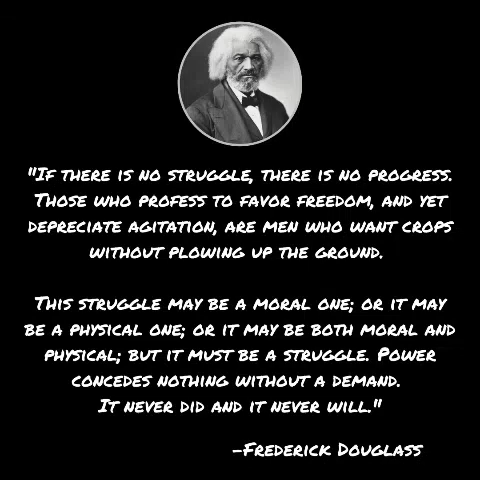 "If there is no struggle, there is no progress.
Those who profess to favor freedom, and yet
depreciate agitation, are men who want crops
without plowing up the ground.
This struggle may be a moral one; or it may
be a physical one; or it may be both moral and
physical; but it must be a struggle. Power
concedes nothing without a demand.
It never did and it never will."
-Frederick Douglass